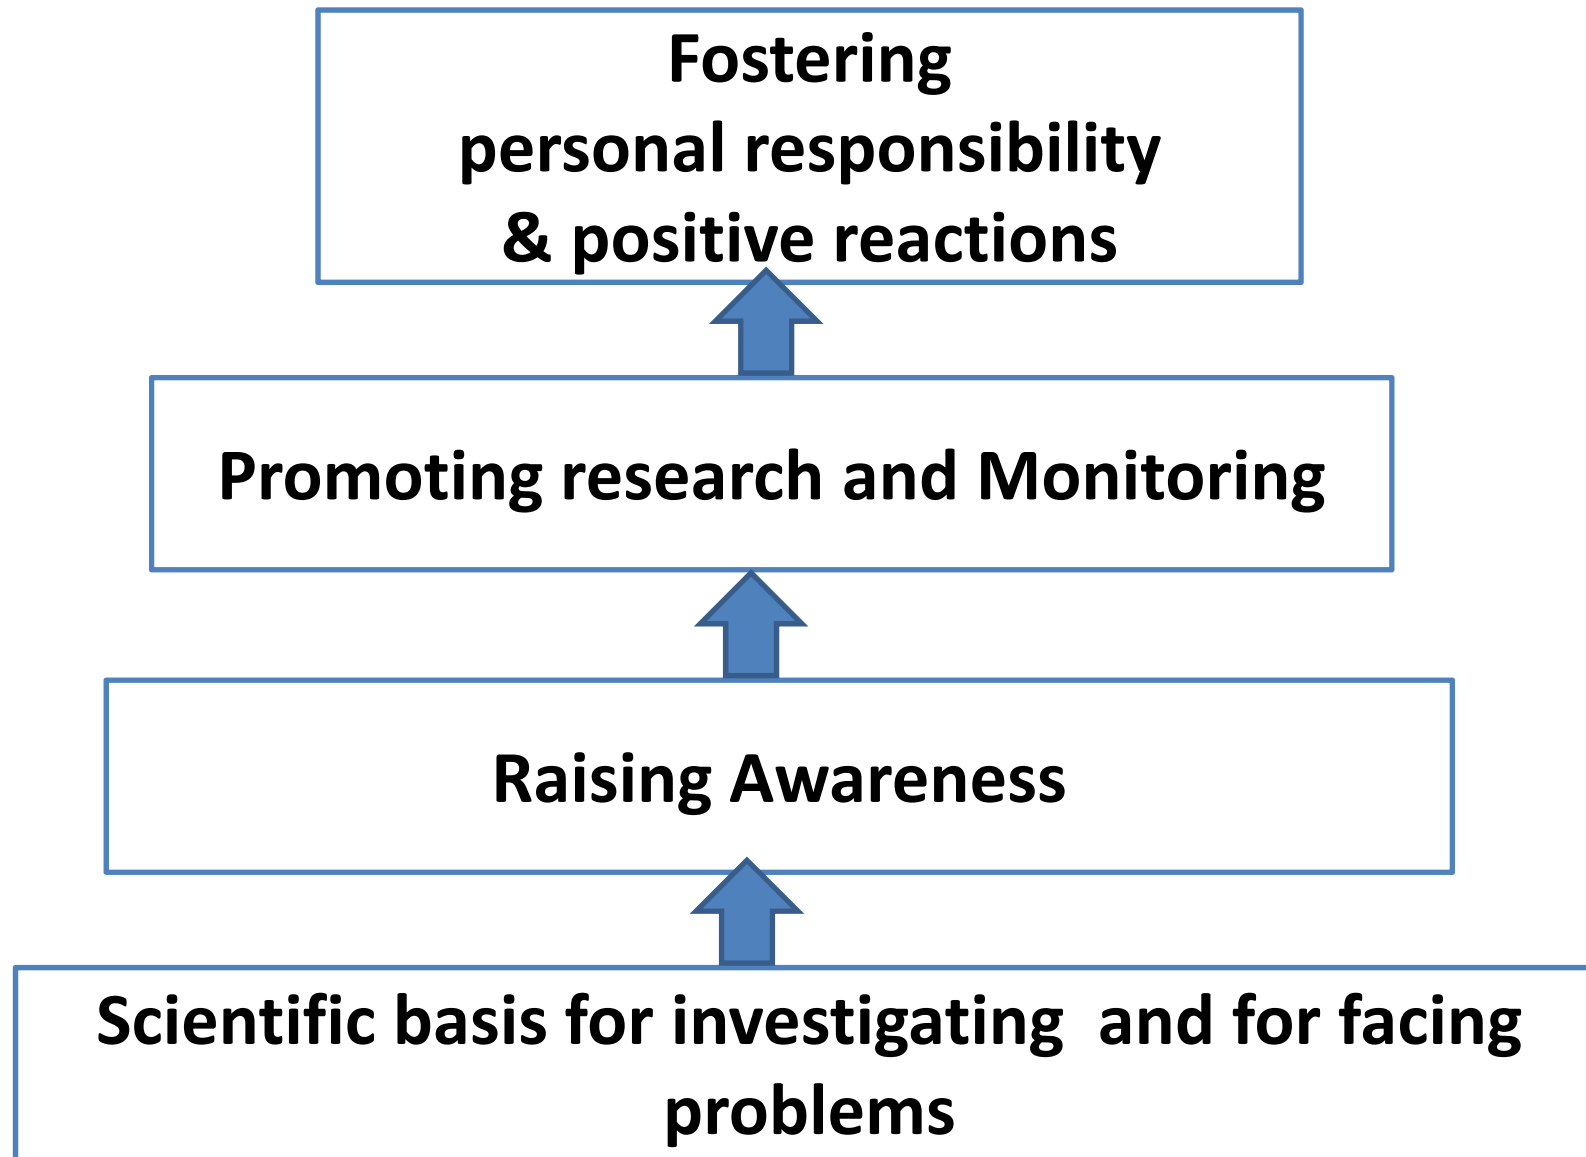 Fostering
personal responsibility
& positive reactions
Promoting research and Monitoring
Raising Awareness
Scientific basis for investigating  and for facing
problems